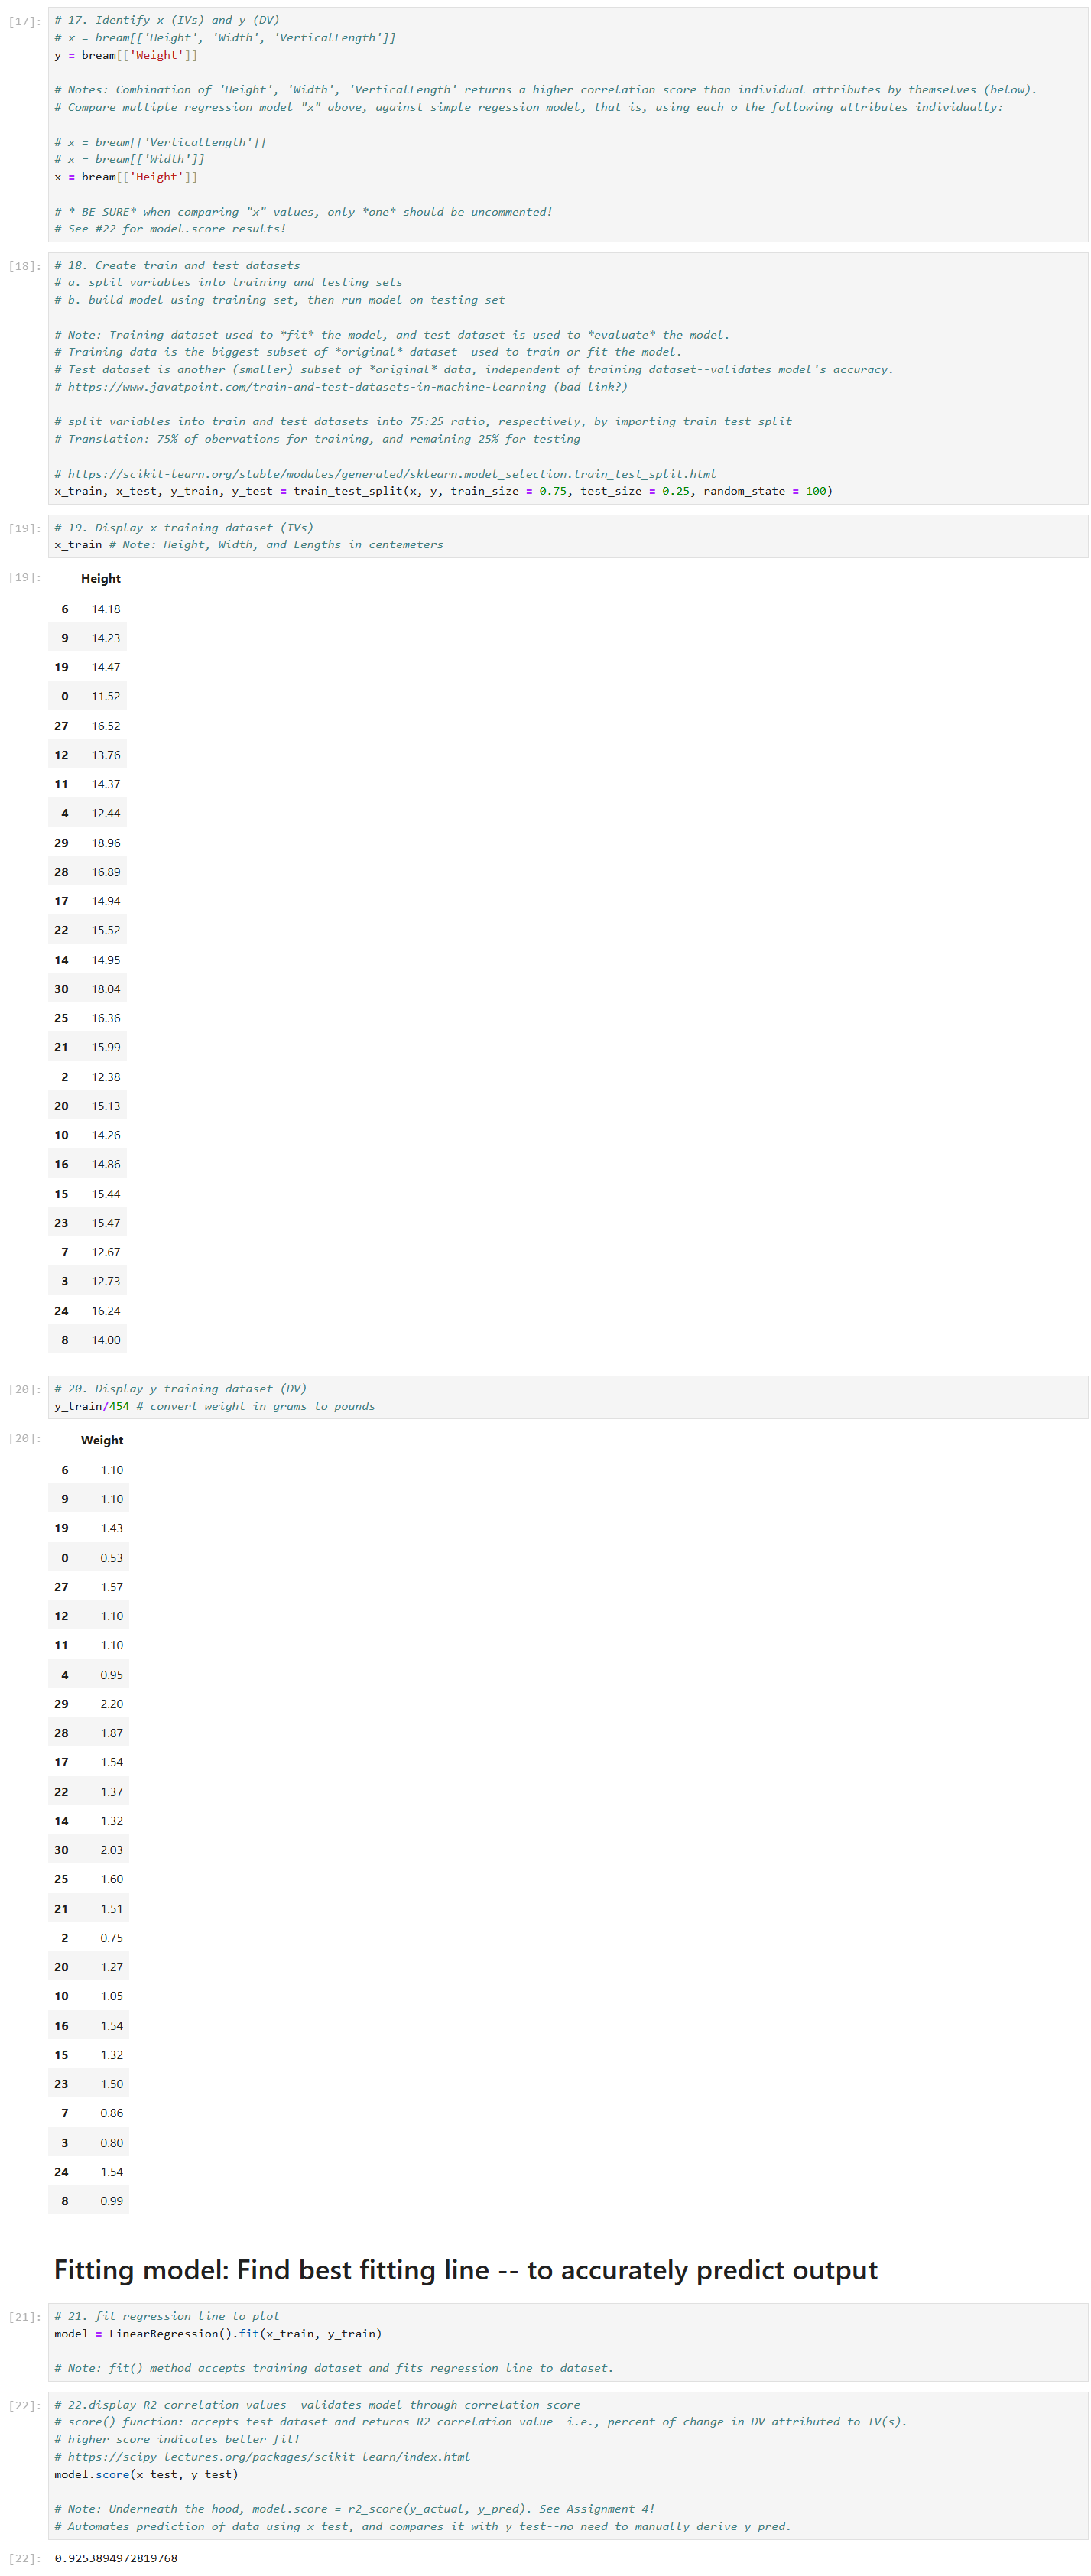 [17]:
# 17. Identify x (IVs) and y (DV)
# x = bream[['Height', 'Width', 'VerticalLength']]
y = bream[['Weight']]
# Notes: Combination of 'Height', 'Width', 'VerticalLength' returns a higher correlation score than individual attributes by themselves (below).
# Compare multiple regression model "x" above, against simple regession model, that is, using each o the following attributes individually:
# x = bream[['VerticalLength']]
# x = bream[['Width']]
x = bream[['Height']]
# * BE SURE* when comparing "x" values, only *one* should be uncommented!
# See #22 for model.score results!
[18]:
# 18. Create train and test datasets
# a. split variables into training and testing sets
# b. build model using training set, then run model on testing set
# Note: Training dataset used to *fit* the model, and test dataset is used to *evaluate* the model.
# Training data is the biggest subset of *original* dataset--used to train or fit the model.
# Test dataset is another (smaller) subset of *original* data, independent of training dataset--validates model's accuracy.
# https://www.javatpoint.com/train-and-test-datasets-in-machine-learning (bad link?)
# split variables into train and test datasets into 75:25 ratio, respectively, by importing train_test_split
# Translation: 75% of obervations for training, and remaining 25% for testing
# https://scikit-learn.org/stable/modules/generated/sklearn.model_selection.train_test_split.html
x_train, x_test, y_train, y_test = train_test_split(x, y, train_size = 0.75, test_size = 0.25, random_state = 100)
[19]:
# 19. Display x training dataset (IVs)
x_train # Note: Height, Width, and Lengths in centemeters
[19]:
Height
6 14.18
9 14.23
19 14.47
0 11.52
27 16.52
12 13.76
11 14.37
4 12.44
29 18.96
28 16.89
17 14.94
22 15.52
14 14.95
30 18.04
25 16.36
21 15.99
2 12.38
20 15.13
10 14.26
16 14.86
15 15.44
23 15.47
7 12.67
3 12.73
24 16.24
8 14.00
[20]:
# 20. Display y training dataset (DV)
y_train/454 # convert weight in grams to pounds
[20]:
Weight
6 1.10
9 1.10
19 1.43
0 0.53
27 1.57
12 1.10
11 1.10
4 0.95
29 2.20
28 1.87
17 1.54
22 1.37
14 1.32
30 2.03
25 1.60
21 1.51
2 0.75
20 1.27
10 1.05
16 1.54
15 1.32
23 1.50
7 0.86
3 0.80
24 1.54
8 0.99
Fitting model: Find best fitting line -- to accurately predict output
[21]:
# 21. fit regression line to plot
model = LinearRegression().fit(x_train, y_train)
# Note: fit() method accepts training dataset and fits regression line to dataset.
[22]:
# 22.display R2 correlation values--validates model through correlation score
# score() function: accepts test dataset and returns R2 correlation value--i.e., percent of change in DV attributed to IV(s).
# higher score indicates better fit!
# https://scipy-lectures.org/packages/scikit-learn/index.html
model.score(x_test, y_test)
# Note: Underneath the hood, model.score = r2_score(y_actual, y_pred). See Assignment 4!
# Automates prediction of data using x_test, and compares it with y_test--no need to manually derive y_pred.
[22]:
0.9253894972819768